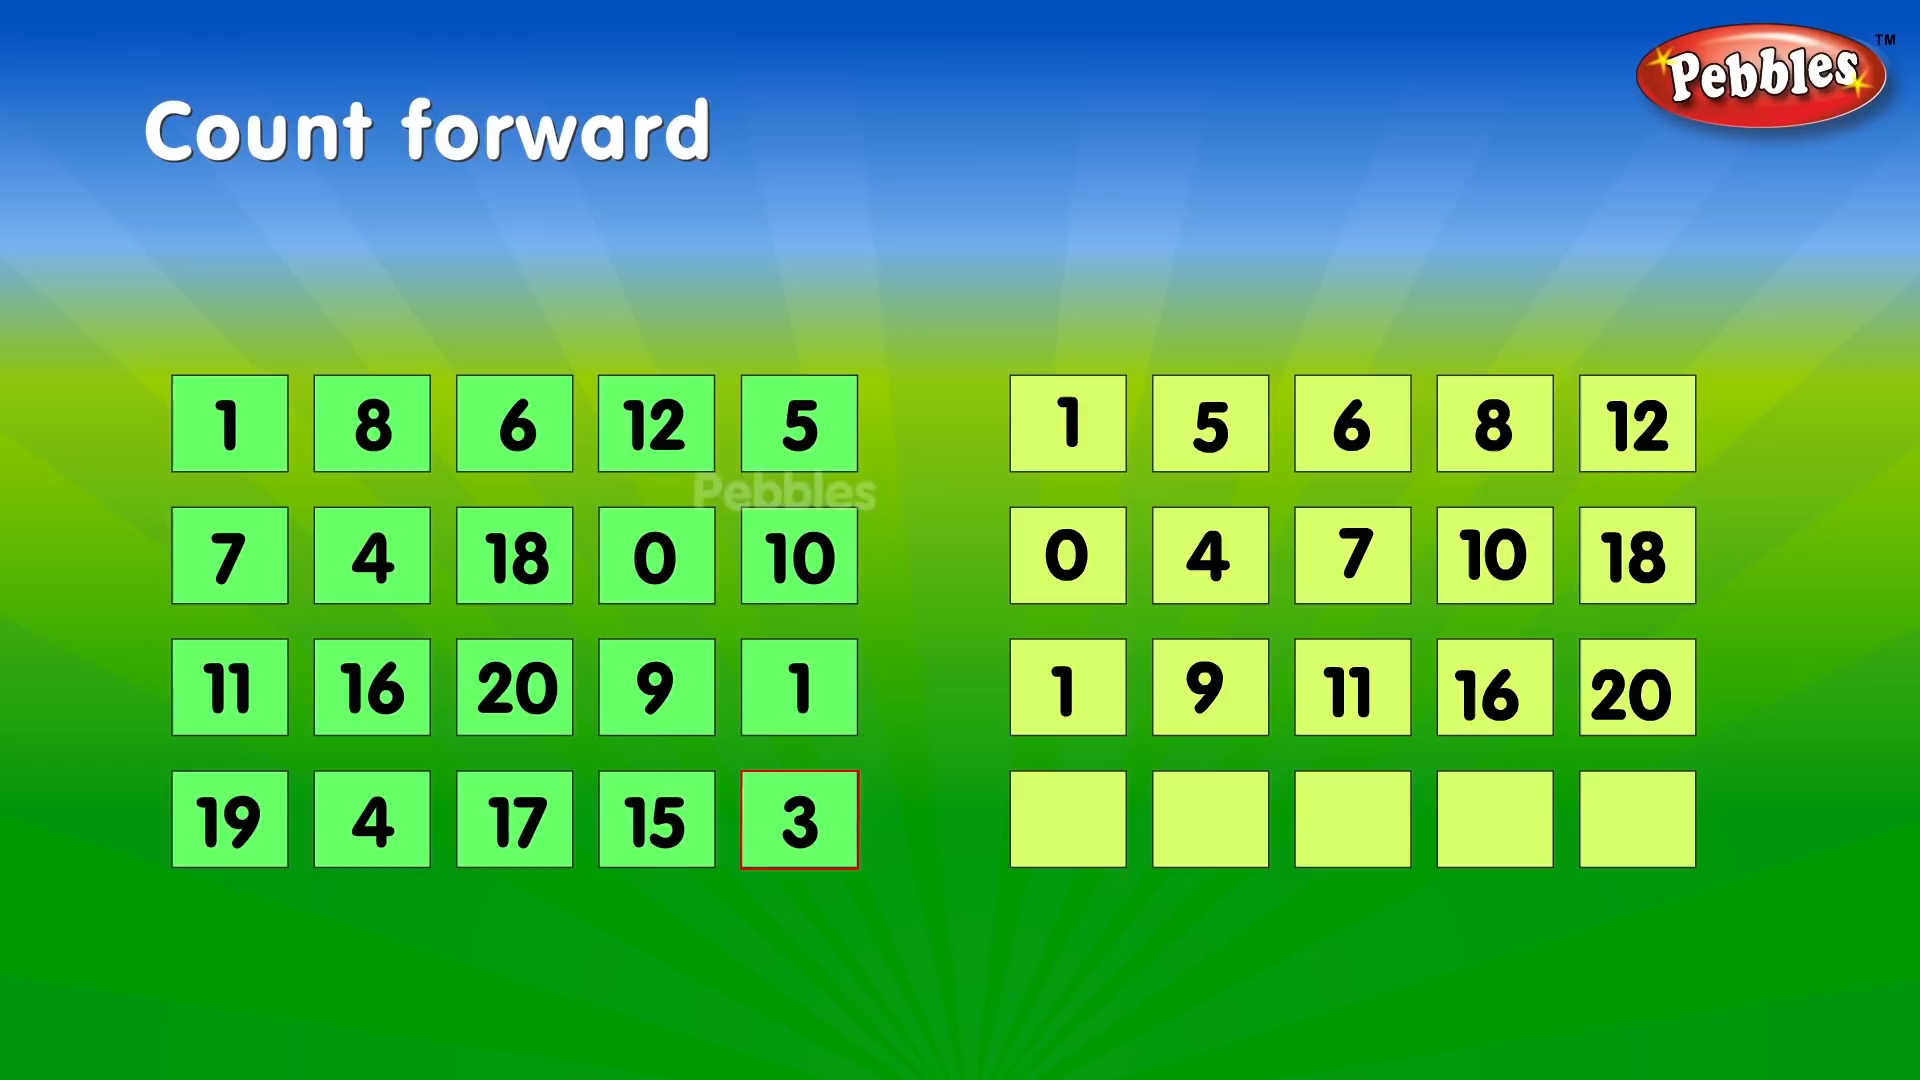 Pebbles TM
Count forward
1 8 6 12 5 1 5 6 8 12
Pebbles
7 4 18 0 10 0 4 7 10 18
11 16 20 9 1 1 9 11 16 20
19 4 17 15 3